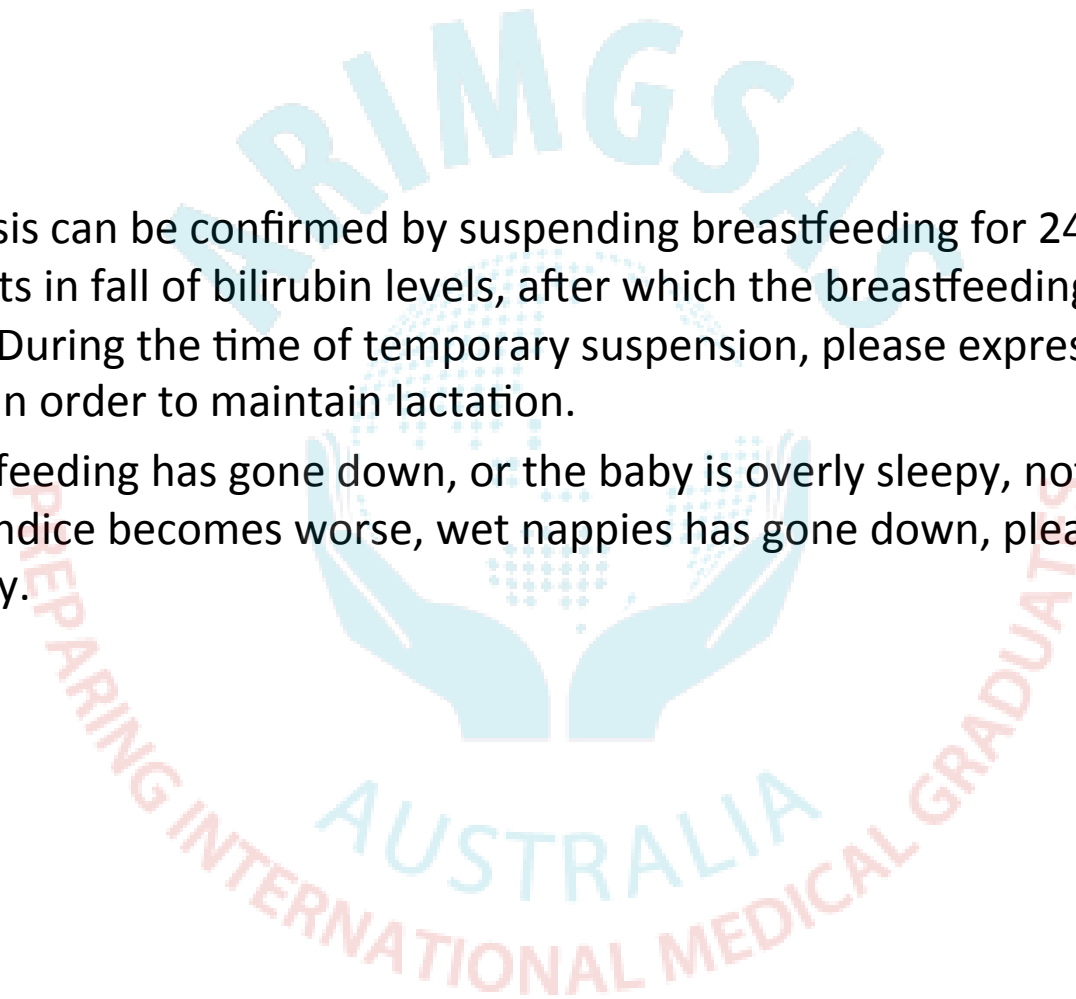 sis can be confirmed by suspending breastfeeding for 24
ts in fall of bilirubin levels, after which the breastfeeding
During the time of temporary suspension, please expres
n order to maintain lactation.
feeding has gone down, or the baby is overly sleepy, no
ndice becomes worse, wet nappies has gone down, plea
y.
ARIMGSAS
AUSTRALIA
PREPARING INTERNATIONAL MEDICAL GRADUATES